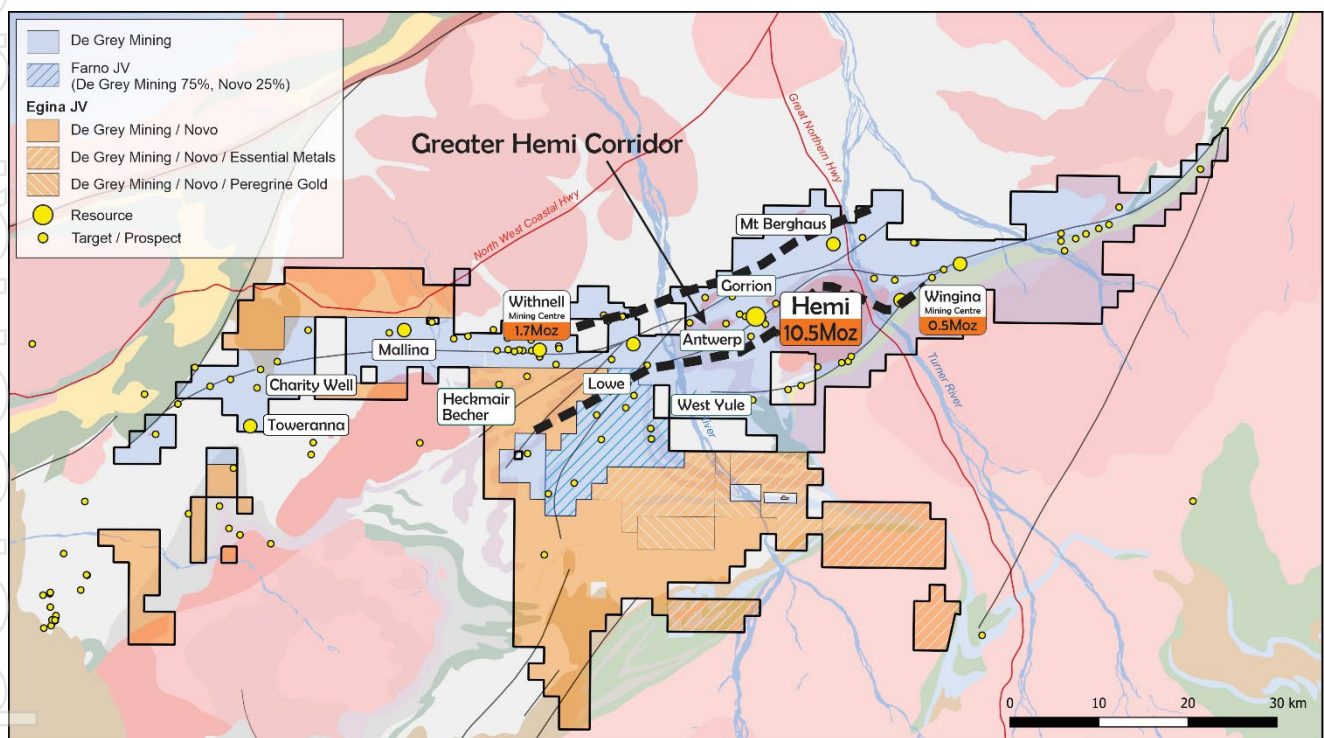 De Grey Mining
Farno JV
(De Grey Mining 75%, Novo 25%)
Egina JV
De Grey Mining / Novo
De Grey Mining / Novo / Essential Metals
De Grey Mining / Novo / Peregrine Gold
Resource
Target / Prospect
Greater Hemi Corridor
North West Coastal Hwy
Great Northern Hwy
Mt Berghaus
Gorrion
Withnell
Mining Centre
1.7Moz
Hemi
10.5Moz
Wingina
Mining Centre
0.5Moz
Antwerp
Mallina
Charity Well
Toweranna
Heckmair
Becher
Lowe
West Yule
River
Turner River
0 10 20 30 km